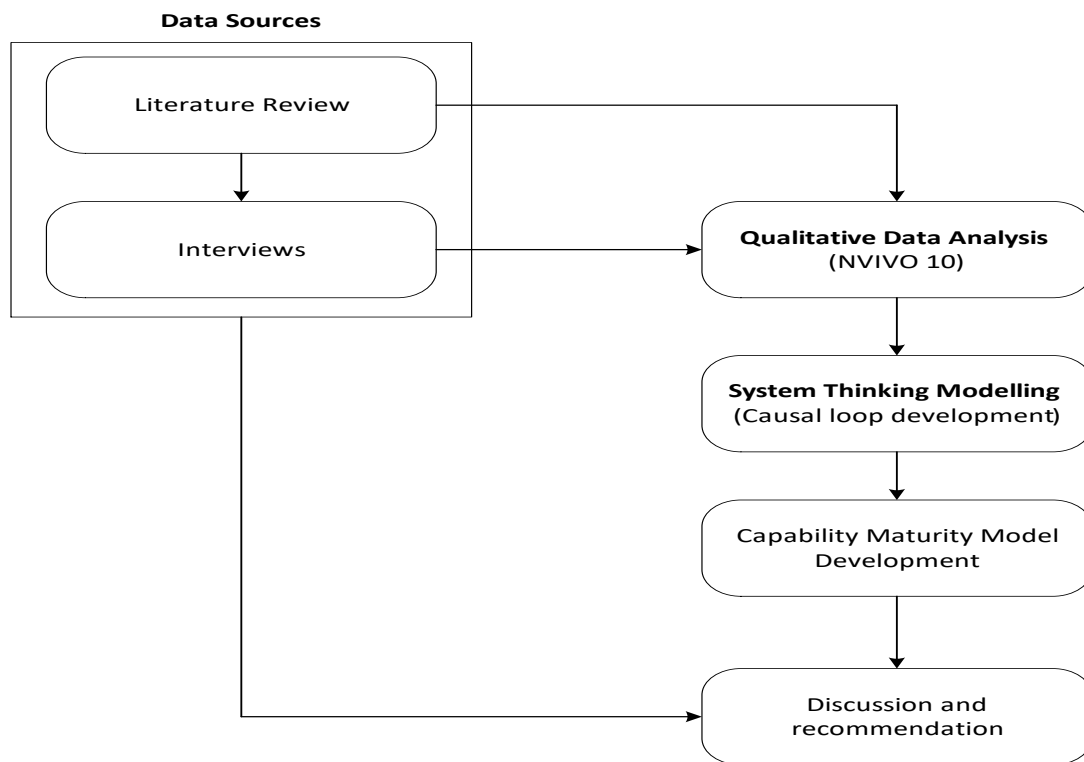 Data Sources
Literature Review
Interviews
Qualitative Data Analysis
(NVIVO 10)
System Thinking Modelling
(Causal loop development)
Capability Maturity Model
Development
Discussion and
recommendation